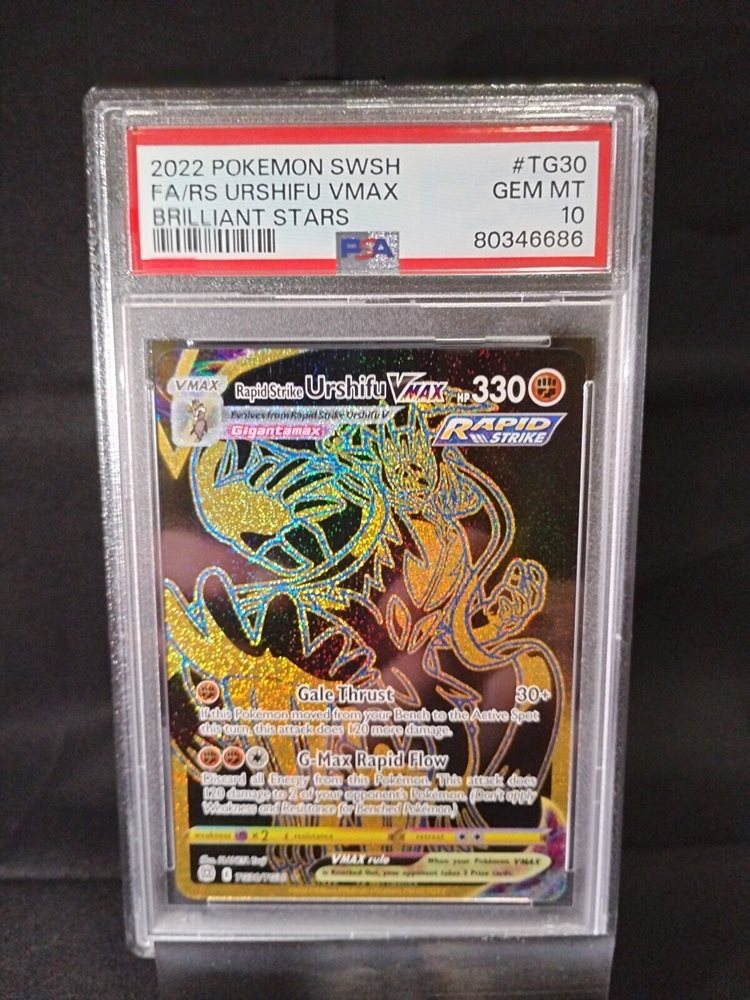 2022 POKEMON SWSH #TG30
FA/RS URSHIFU VMAX GEM MT
BRILLIANT STARS 10
PSA 80346686
VMAX Rapid Strike Urshifu VMAX HP 330
Evolves from Rapid Strike Urshifu V
Gigantamax RAPID
STRIKE
Gale Thrust 30+
If this Pokémon moved from your Bench to the Active Spot
this turn, this attack does 120 more damage.
G-Max Rapid Flow
Discard all Energy from this Pokémon. This attack does
120 damage to 2 of your opponent's Pokémon. (Don't apply
Weakness and Resistance for Benched Pokémon.)
weakness ×2 resistance retreat
Illus. PLANETA
VMAX rule When your Pokémon VMAX
is Knocked Out, your opponent takes 3 Prize cards.